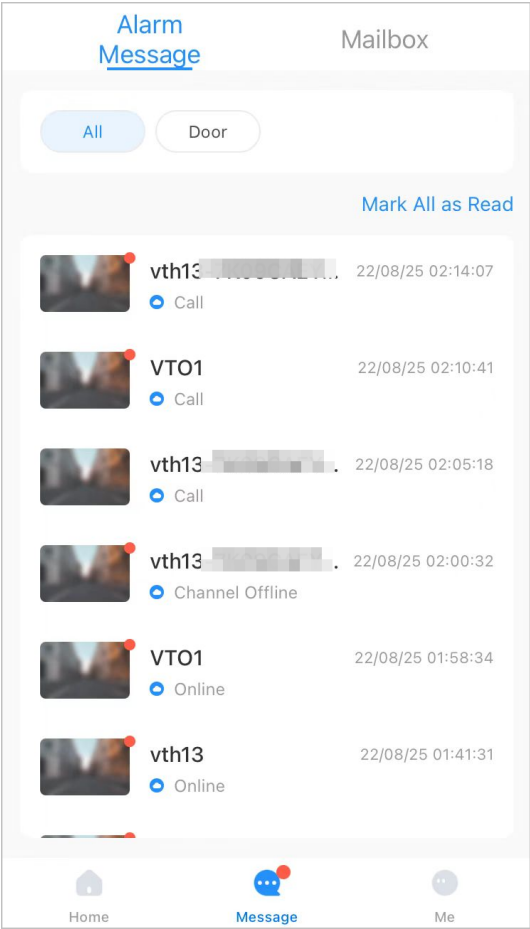 Alarm
Message
Mailbox
All
Door
Mark All as Read
vth13 22/08/25 02:14:07
Call
VTO1 22/08/25 02:10:41
Call
vth13 22/08/25 02:05:18
Call
vth13 22/08/25 02:00:32
Channel Offline
VTO1 22/08/25 01:58:34
Online
vth13 22/08/25 01:41:31
Online
Home
Message
Me